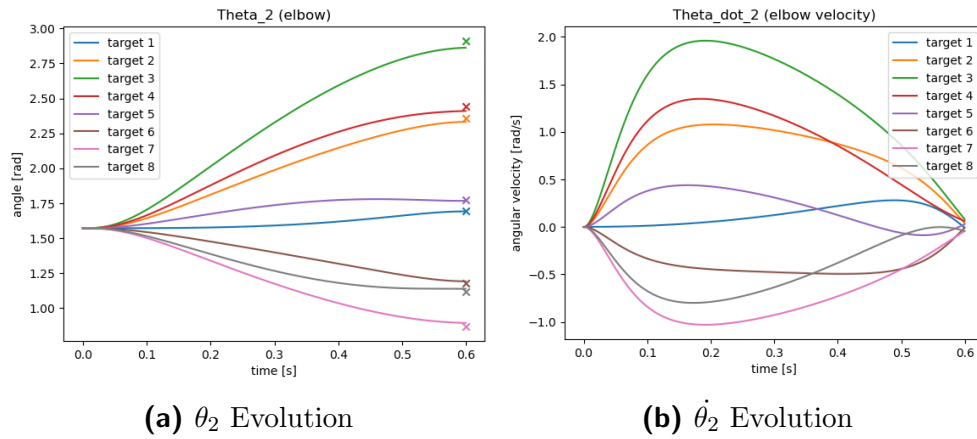 Theta_2 (elbow)
3.00
2.75
2.50
2.25
2.00
1.75
1.50
1.25
1.00
angle [rad]
target 1
target 2
target 3
target 4
target 5
target 6
target 7
target 8
0.0 0.1 0.2 0.3 0.4 0.5 0.6
time [s]
(a) θ₂ Evolution
Theta_dot_2 (elbow velocity)
2.0
1.5
1.0
0.5
0.0
−0.5
−1.0
angular velocity [rad/s]
target 1
target 2
target 3
target 4
target 5
target 6
target 7
target 8
0.0 0.1 0.2 0.3 0.4 0.5 0.6
time [s]
(b) θ̇₂ Evolution